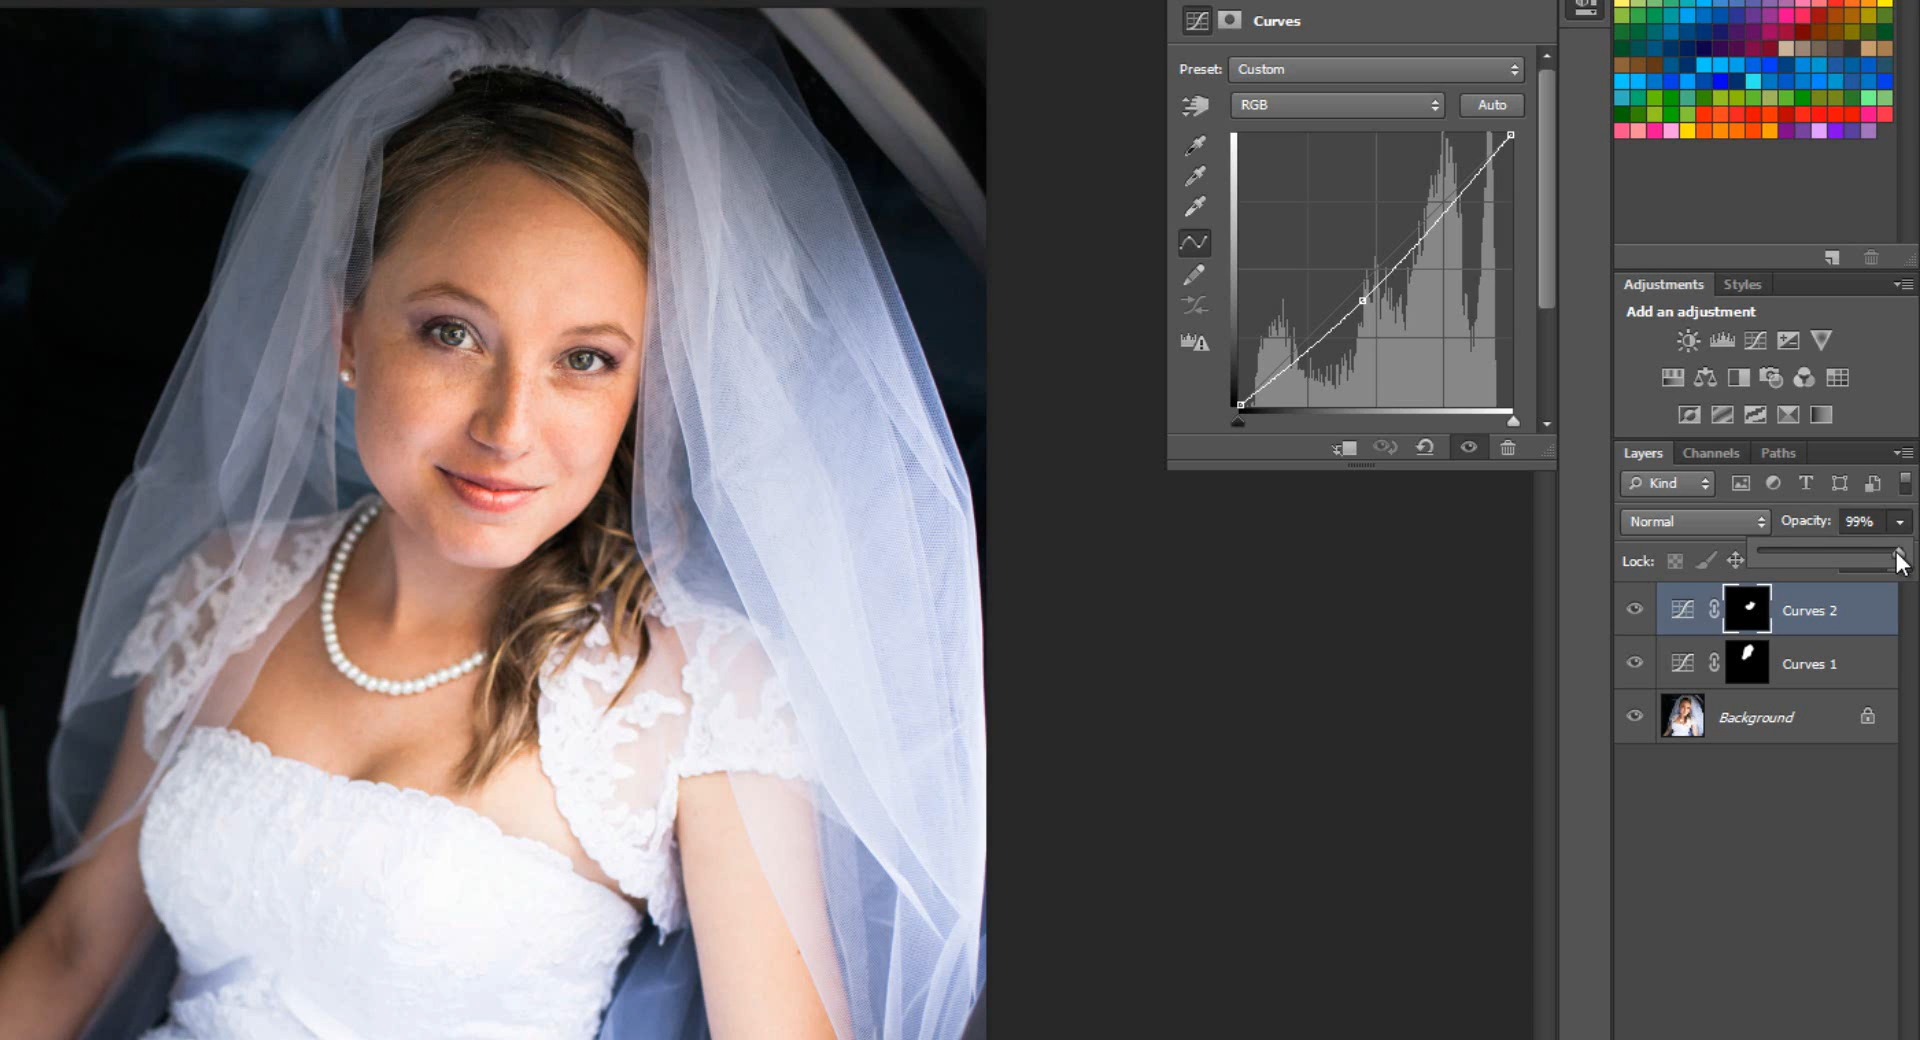 Curves
Preset: Custom
RGB
Auto
Adjustments Styles
Add an adjustment
Layers Channels Paths
Kind T
Normal Opacity: 99%
Lock:
Curves 2
Curves 1
Background